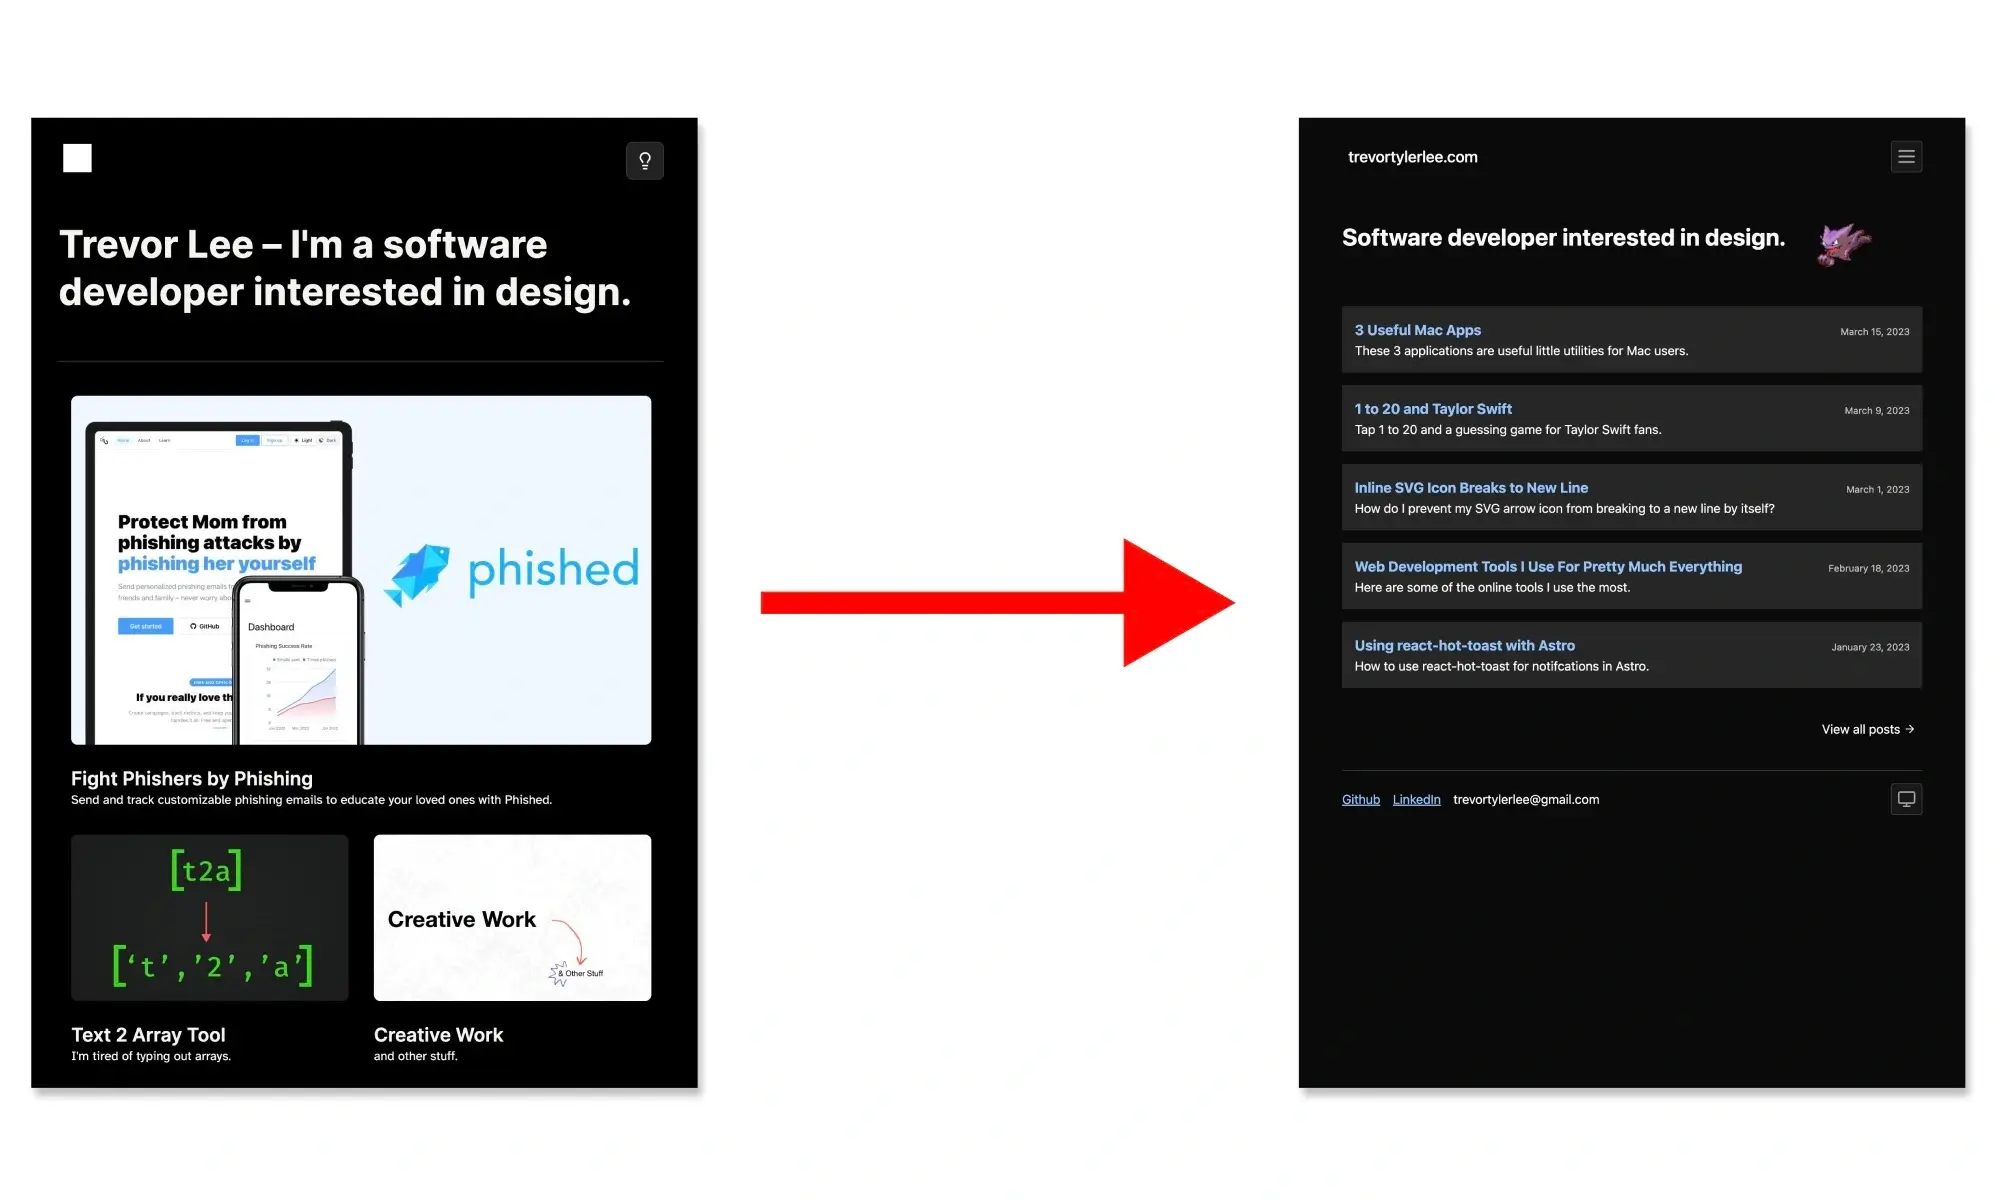 Trevor Lee – I'm a software
developer interested in design.
Home About Learn
Log in Sign up Light Dark
Protect Mom from
phishing attacks by
phishing her yourself
Send personalized phishing emails to
friends and family – never worry abou
Get started GitHub
If you really love th
Dashboard
Phishing Success Rate
phished
Fight Phishers by Phishing
Send and track customizable phishing emails to educate your loved ones with Phished.
[t2a]
[‘t’,’2’,’a’]
Text 2 Array Tool
I'm tired of typing out arrays.
Creative Work
& Other Stuff
Creative Work
and other stuff.
trevortylerlee.com
Software developer interested in design.
3 Useful Mac Apps
March 15, 2023
These 3 applications are useful little utilities for Mac users.
1 to 20 and Taylor Swift
March 9, 2023
Tap 1 to 20 and a guessing game for Taylor Swift fans.
Inline SVG Icon Breaks to New Line
March 1, 2023
How do I prevent my SVG arrow icon from breaking to a new line by itself?
Web Development Tools I Use For Pretty Much Everything
February 18, 2023
Here are some of the online tools I use the most.
Using react-hot-toast with Astro
January 23, 2023
How to use react-hot-toast for notifcations in Astro.
View all posts →
Github LinkedIn trevortylerlee@gmail.com